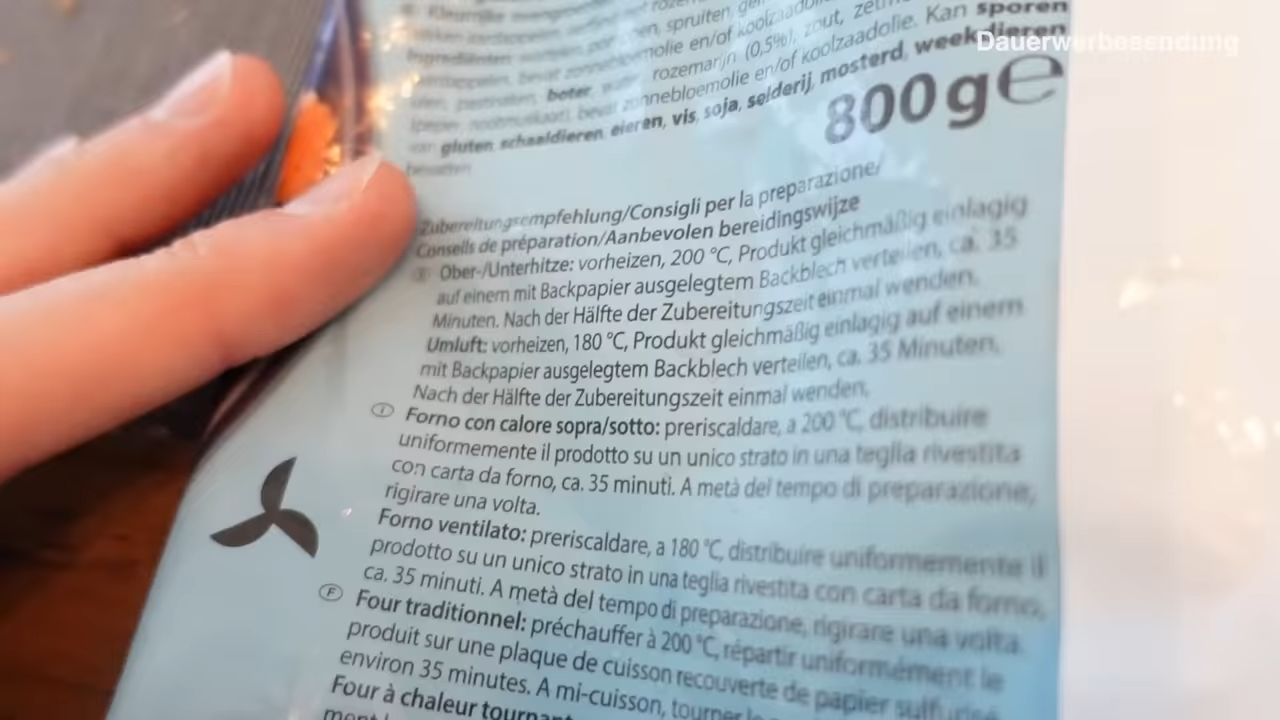 spruiten,
molie en/of koolzaadolie
rozemarijn (0,5%), zout,
zonnebloemolie en/of koolzaadolie. Kan sporen
van gluten, schaaldieren, eieren, vis, soja, selderij, mosterd, weekdieren
bevatten
Dauerwerbesendung
800g℮
Zubereitungsempfehlung/Consigli per la preparazione/
Conseils de préparation/Aanbevolen bereidingswijze
Ober-/Unterhitze: vorheizen, 200 °C, Produkt gleichmäßig einlagig
auf einem mit Backpapier ausgelegtem Backblech verteilen, ca. 35
Minuten. Nach der Hälfte der Zubereitungszeit einmal wenden.
Umluft: vorheizen, 180 °C, Produkt gleichmäßig einlagig auf einem
mit Backpapier ausgelegtem Backblech verteilen, ca. 35 Minuten.
Nach der Hälfte der Zubereitungszeit einmal wenden.
I Forno con calore sopra/sotto: preriscaldare, a 200 °C, distribuire
uniformemente il prodotto su un unico strato in una teglia rivestita
con carta da forno, ca. 35 minuti. A metà del tempo di preparazione,
rigirare una volta.
Forno ventilato: preriscaldare, a 180 °C, distribuire uniformemente il
prodotto su un unico strato in una teglia rivestita con carta da forno,
ca. 35 minuti. A metà del tempo di preparazione, rigirare una volta.
F Four traditionnel: préchauffer à 200 °C, répartir uniformément le
produit sur une plaque de cuisson recouverte de papier sulfurisé
environ 35 minutes. A mi-cuisson, tourner
Four à chaleur tournant